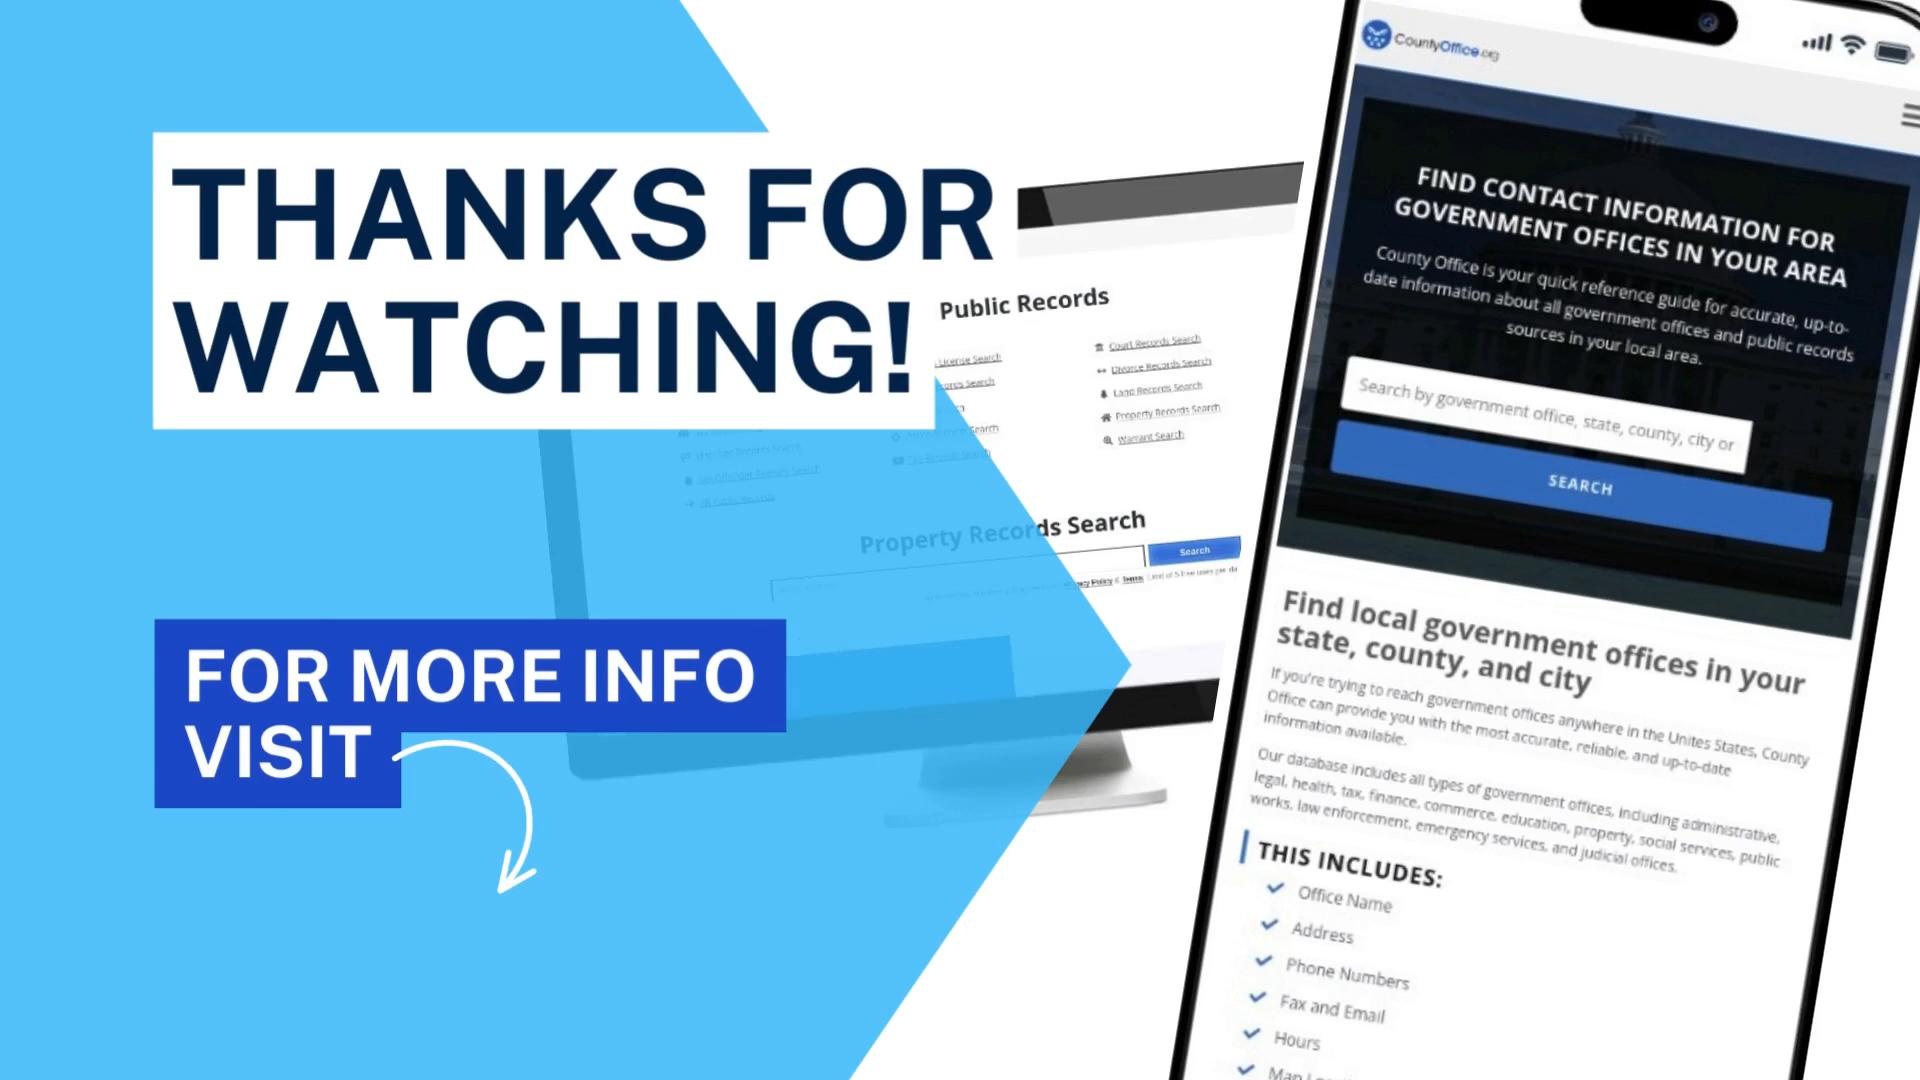 THANKS FOR
WATCHING!
FOR MORE INFO
VISIT
Public Records
License Search
Records Search
Search
Court Records Search
Divorce Records Search
Land Records Search
Property Records Search
Warrant Search
Property Records Search
Search
Policy & Terms
CountyOffice.org
FIND CONTACT INFORMATION FOR
GOVERNMENT OFFICES IN YOUR AREA
County Office is your quick reference guide for accurate, up-to-
date information about all government offices and public records
sources in your local area.
Search by government office, state, county, city or
SEARCH
Find local government offices in your
state, county, and city
If you're trying to reach government offices anywhere in the Unites States, County
Office can provide you with the most accurate, reliable, and up-to-date
information available.
Our database includes all types of government offices, including administrative,
legal, health, tax, finance, commerce, education, property, social services, public
works, law enforcement, emergency services, and judicial offices.
THIS INCLUDES:
Office Name
Address
Phone Numbers
Fax and Email
Hours